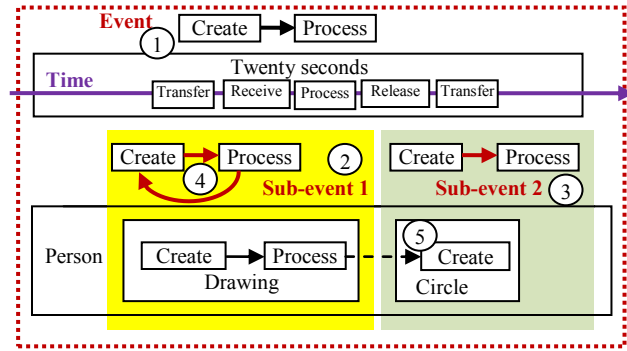 Event
Create
Process
1
Twenty seconds
Time
Transfer
Receive
Process
Release
Transfer
Create
Process
2
Create
Process
4
Sub-event 1
Sub-event 2
3
Person
Create
Process
Drawing
5
Create
Circle